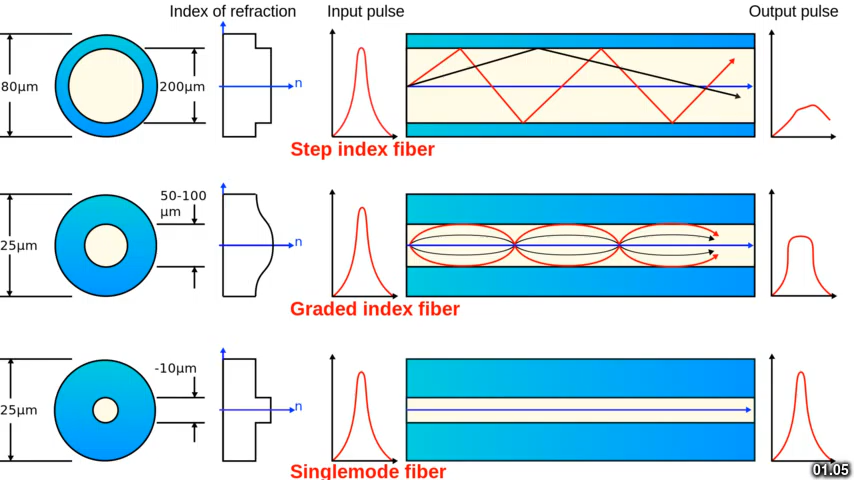 Index of refraction Input pulse Output pulse
80µm
200µm
n
Step index fiber
50-100
µm
25µm
n
Graded index fiber
-10µm
25µm
n
Singlemode fiber
01.05